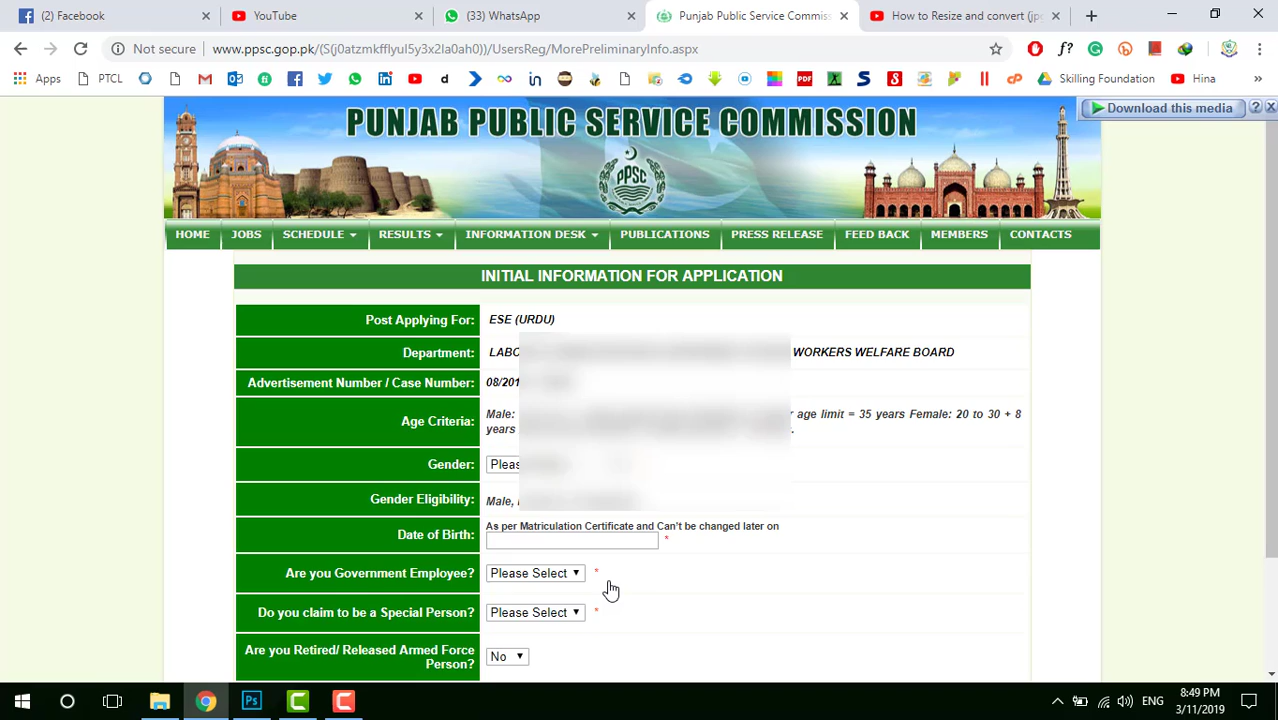 (2) Facebook
YouTube
(33) WhatsApp
Punjab Public Service Commiss
How to Resize and convert (jpc
Not secure
www.ppsc.gop.pk/(S(j0atzmkfflyul5y3x2la0ah0))/UsersReg/MorePreliminaryInfo.aspx
Apps
PTCL
Skilling Foundation
Hina
Download this media
PUNJAB PUBLIC SERVICE COMMISSION
PPSC
HOME
JOBS
SCHEDULE
RESULTS
INFORMATION DESK
PUBLICATIONS
PRESS RELEASE
FEED BACK
MEMBERS
CONTACTS
INITIAL INFORMATION FOR APPLICATION
Post Applying For: ESE (URDU)
Department: LABO WORKERS WELFARE BOARD
Advertisement Number / Case Number: 08/201
Age Criteria: Male: age limit = 35 years Female: 20 to 30 + 8
years
Gender: Pleas
Gender Eligibility: Male,
As per Matriculation Certificate and Can't be changed later on
Date of Birth: *
Are you Government Employee? Please Select *
Do you claim to be a Special Person? Please Select *
Are you Retired/ Released Armed Force
Person? No
ENG
8:49 PM
3/11/2019